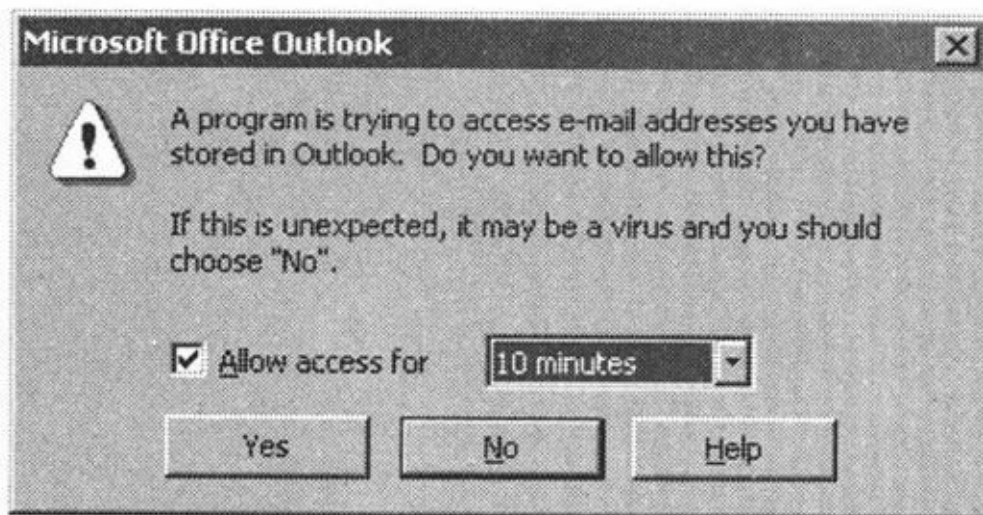 Microsoft Office Outlook
A program is trying to access e-mail addresses you have
stored in Outlook. Do you want to allow this?
If this is unexpected, it may be a virus and you should
choose "No".
Allow access for
10 minutes
Yes
No
Help